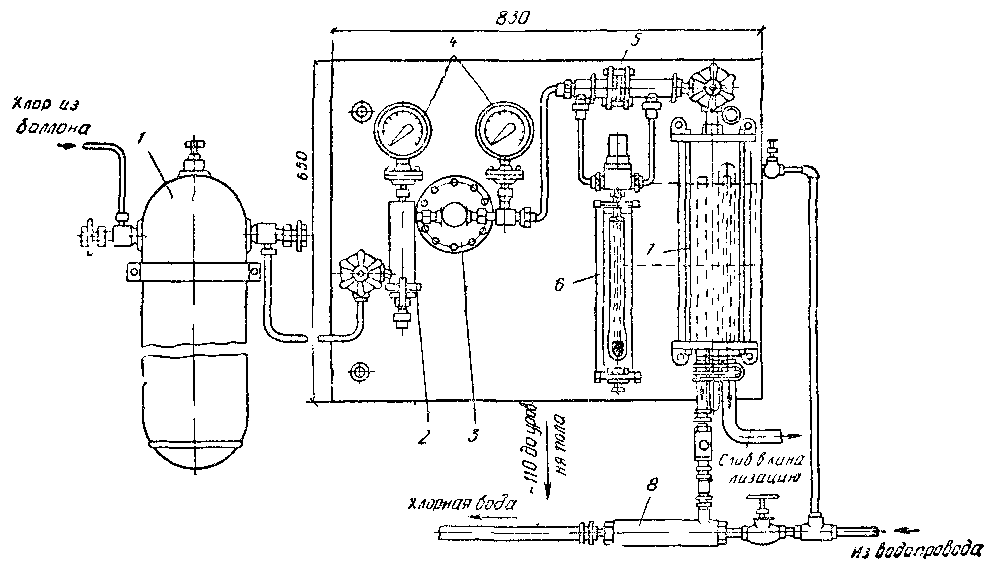 830
4
5
Хлор из
баллона
1
650
7
6
2
3
~110 до уров
ня пола
Слив в кана
лизацию
Хлорная вода
8
из водопровода